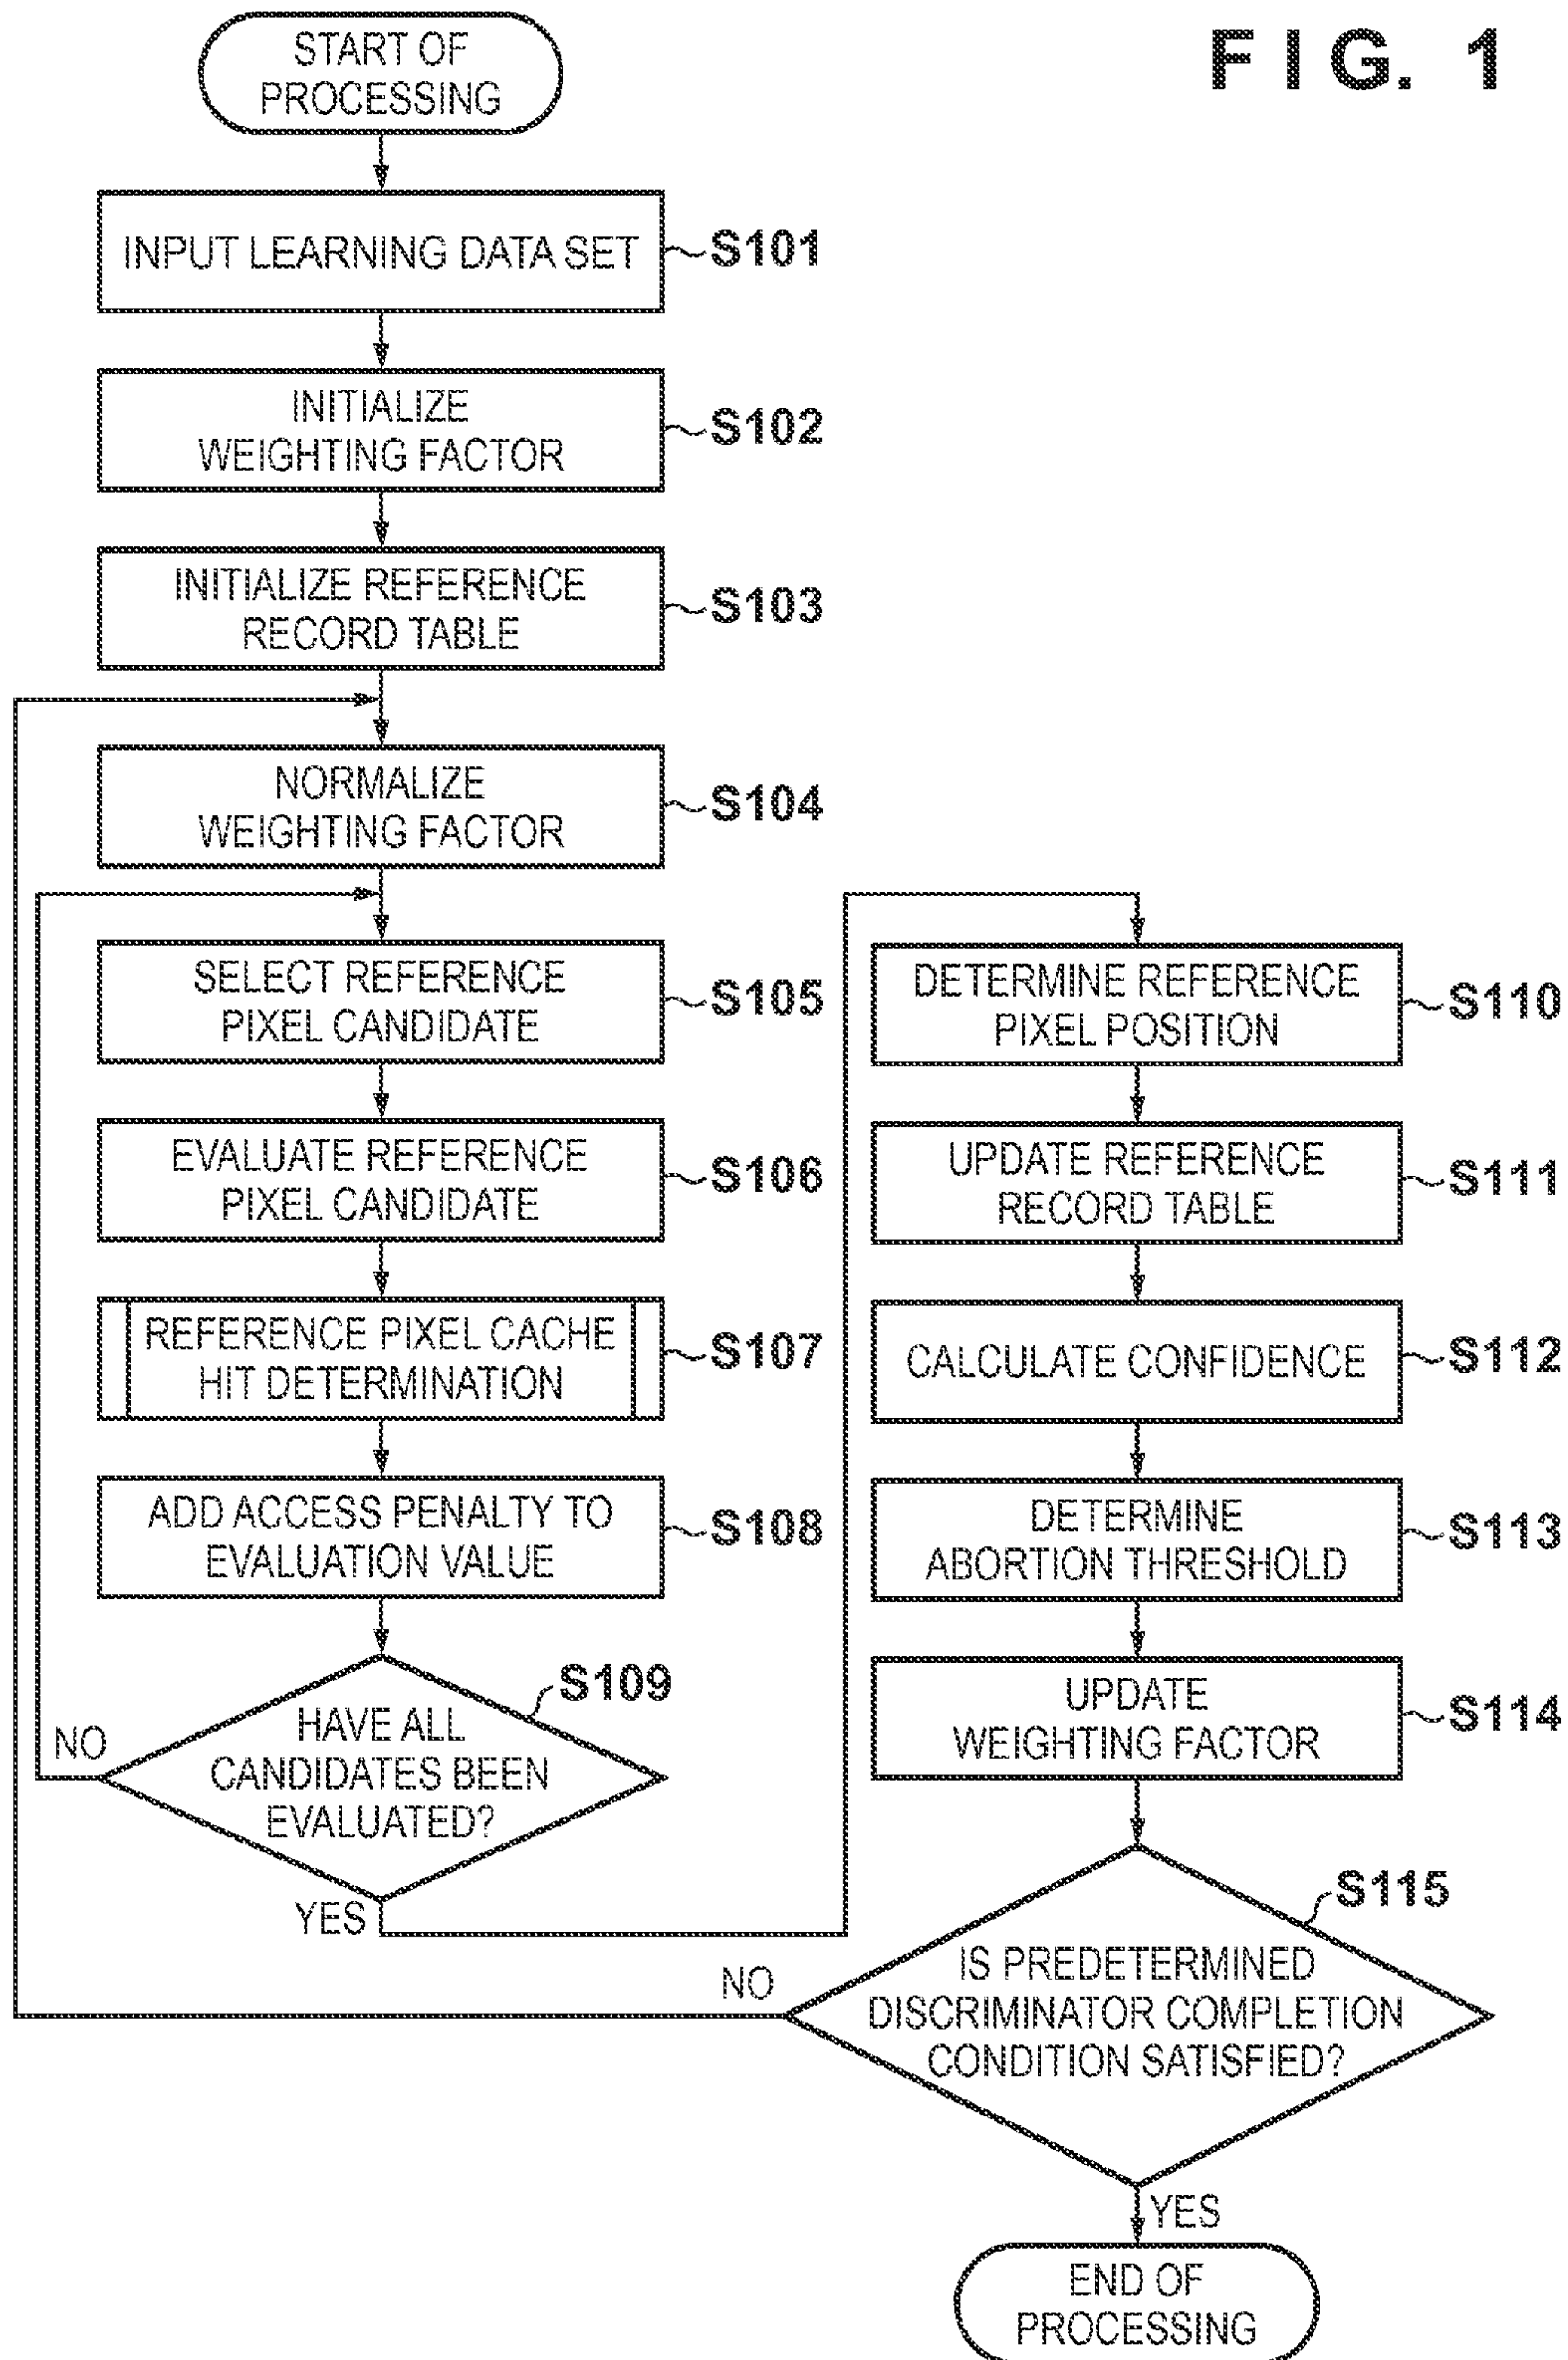 FIG. 1
START OF
PROCESSING
INPUT LEARNING DATA SET
S101
INITIALIZE
WEIGHTING FACTOR
S102
INITIALIZE REFERENCE
RECORD TABLE
S103
NORMALIZE
WEIGHTING FACTOR
S104
SELECT REFERENCE
PIXEL CANDIDATE
S105
EVALUATE REFERENCE
PIXEL CANDIDATE
S106
REFERENCE PIXEL CACHE
HIT DETERMINATION
S107
ADD ACCESS PENALTY TO
EVALUATION VALUE
S108
S109
HAVE ALL
CANDIDATES BEEN
EVALUATED?
NO
YES
DETERMINE REFERENCE
PIXEL POSITION
S110
UPDATE REFERENCE
RECORD TABLE
S111
CALCULATE CONFIDENCE
S112
DETERMINE
ABORTION THRESHOLD
S113
UPDATE
WEIGHTING FACTOR
S114
S115
IS PREDETERMINED
DISCRIMINATOR COMPLETION
CONDITION SATISFIED?
NO
YES
END OF
PROCESSING